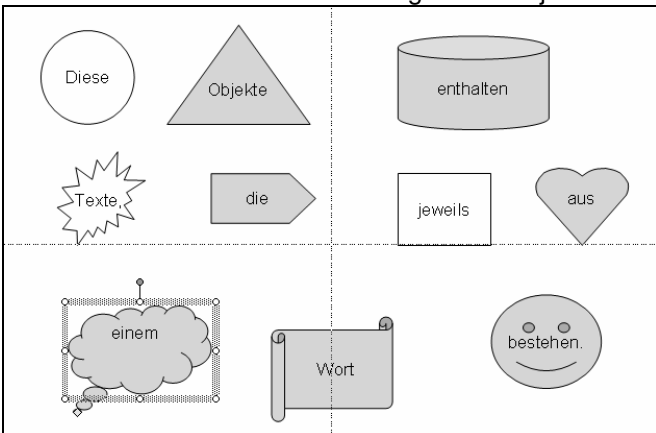 Diese Objekte enthalten
Texte, die jeweils aus
einem Wort bestehen.